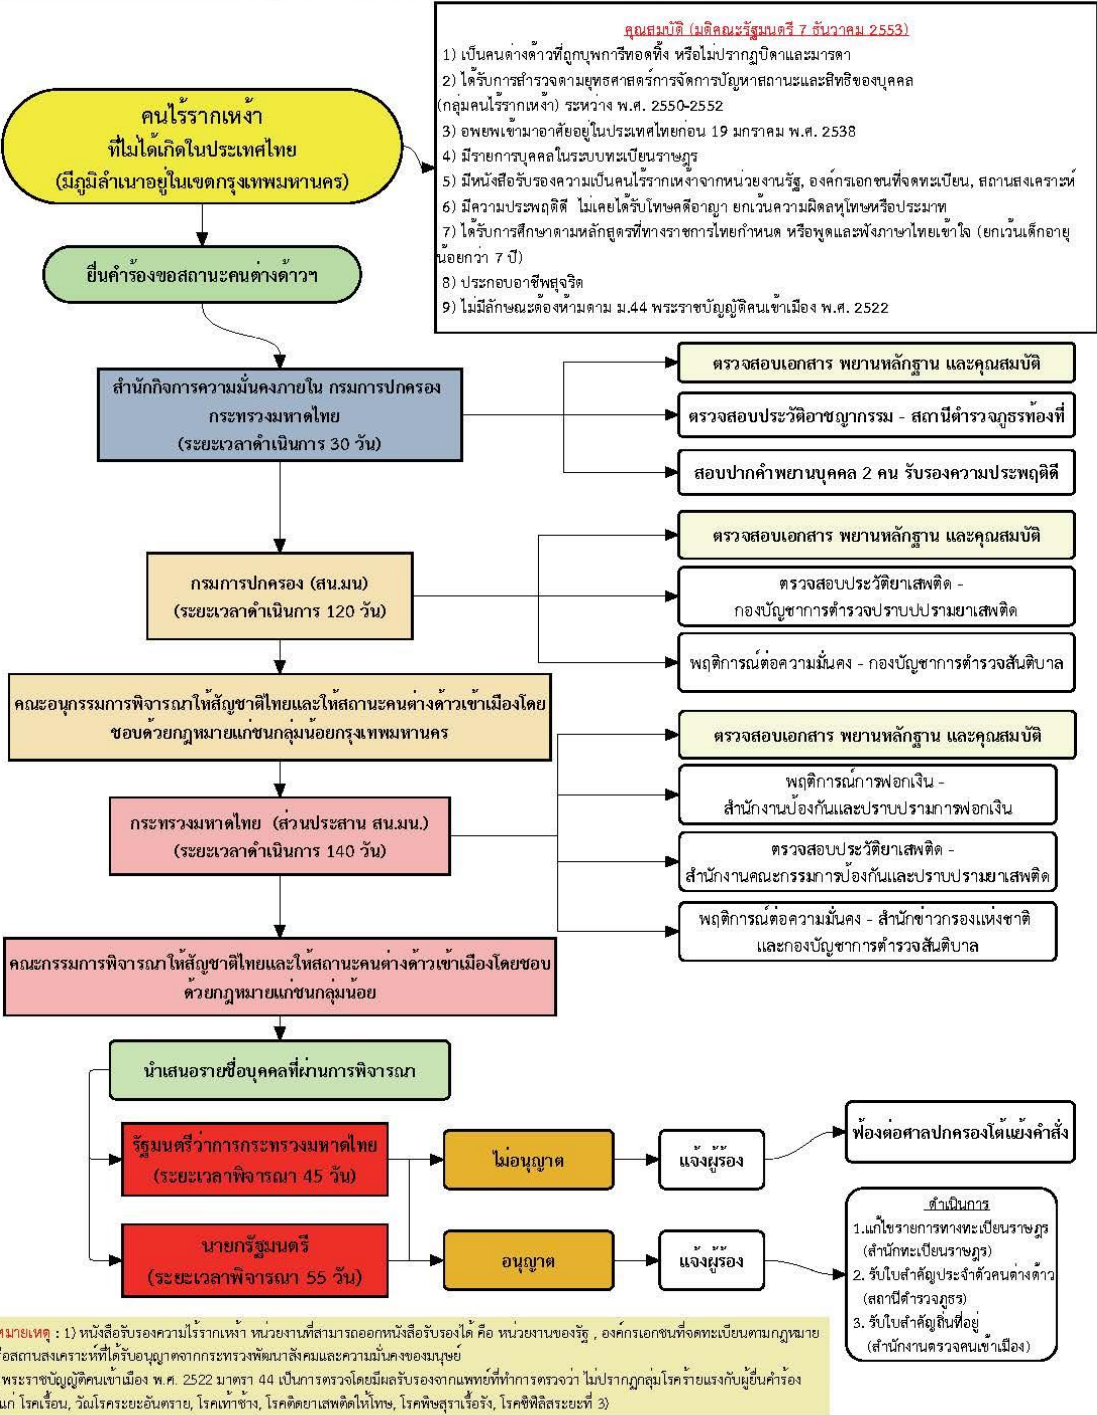 คุณสมบัติ (มติคณะรัฐมนตรี 7 ธันวาคม 2553)
1) เป็นคนต่างด้าวที่ถูกบุพการีทอดทิ้ง หรือไม่ปรากฏบิดาและมารดา
2) ได้รับการสำรวจตามยุทธศาสตร์การจัดการปัญหาสถานะและสิทธิของบุคคล
(กลุ่มคนไร้รากเหง้า) ระหว่าง พ.ศ. 2550-2552
3) อพยพเข้ามาอาศัยอยู่ในประเทศไทยก่อน 19 มกราคม พ.ศ. 2538
4) มีรายการบุคคลในระบบทะเบียนราษฎร
5) มีหนังสือรับรองความเป็นคนไร้รากเหง้าจากหน่วยงานรัฐ, องค์กรเอกชนที่จดทะเบียน, สถานสงเคราะห์
6) มีความประพฤติดี ไม่เคยได้รับโทษคดีอาญา ยกเว้นความผิดลหุโทษหรือประมาท
7) ได้รับการศึกษาตามหลักสูตรที่ทางราชการไทยกำหนด หรือพูดและฟังภาษาไทยเข้าใจ (ยกเว้นเด็กอายุ
น้อยกว่า 7 ปี)
8) ประกอบอาชีพสุจริต
9) ไม่มีลักษณะต้องห้ามตาม ม.44 พระราชบัญญัติคนเข้าเมือง พ.ศ. 2522
คนไร้รากเหง้า
ที่ไม่ได้เกิดในประเทศไทย
(มีภูมิลำเนาอยู่ในเขตกรุงเทพมหานคร)
ยื่นคำร้องขอสถานะคนต่างด้าวฯ
สำนักกิจการความมั่นคงภายใน กรมการปกครอง
กระทรวงมหาดไทย
(ระยะเวลาดำเนินการ 30 วัน)
ตรวจสอบเอกสาร พยานหลักฐาน และคุณสมบัติ
ตรวจสอบประวัติอาชญากรรม - สถานีตำรวจภูธรท้องที่
สอบปากคำพยานบุคคล 2 คน รับรองความประพฤติดี
กรมการปกครอง (สน.มน)
(ระยะเวลาดำเนินการ 120 วัน)
ตรวจสอบเอกสาร พยานหลักฐาน และคุณสมบัติ
ตรวจสอบประวัติยาเสพติด -
กองบัญชาการตำรวจปราบปปรามยาเสพติด
พฤติการณ์ต่อความมั่นคง - กองบัญชาการตำรวจสันติบาล
คณะอนุกรรมการพิจารณาให้สัญชาติไทยและให้สถานะคนต่างด้าวเข้าเมืองโดย
ชอบด้วยกฎหมายแก่ชนกลุ่มน้อยกรุงเทพมหานคร
กระทรวงมหาดไทย (ส่วนประสาน สน.มน.)
(ระยะเวลาดำเนินการ 140 วัน)
ตรวจสอบเอกสาร พยานหลักฐาน และคุณสมบัติ
พฤติการณ์การฟอกเงิน -
สำนักงานป้องกันและปราบปรามการฟอกเงิน
ตรวจสอบประวัติยาเสพติด -
สำนักงานคณะกรรมการป้องกันและปราบปรามยาเสพติด
พฤติการณ์ต่อความมั่นคง - สำนักข่าวกรองแห่งชาติ
และกองบัญชาการตำรวจสันติบาล
คณะกรรมการพิจารณาให้สัญชาติไทยและให้สถานะคนต่างด้าวเข้าเมืองโดยชอบ
ด้วยกฎหมายแก่ชนกลุ่มน้อย
นำเสนอรายชื่อบุคคลที่ผ่านการพิจารณา
รัฐมนตรีว่าการกระทรวงมหาดไทย
(ระยะเวลาพิจารณา 45 วัน)
ไม่อนุญาต
แจ้งผู้ร้อง
ฟ้องต่อศาลปกครองโต้แย้งคำสั่ง
นายกรัฐมนตรี
(ระยะเวลาพิจารณา 55 วัน)
อนุญาต
แจ้งผู้ร้อง
ดำเนินการ
1.แก้ไขรายการทางทะเบียนราษฎร
(สำนักทะเบียนราษฎร)
2. รับใบสำคัญประจำตัวคนต่างด้าว
(สถานีตำรวจภูธร)
3. รับใบสำคัญถิ่นที่อยู่
(สำนักงานตรวจคนเข้าเมือง)
หมายเหตุ : 1) หนังสือรับรองความไร้รากเหง้า หน่วยงานที่สามารถออกหนังสือรับรองได้ คือ หน่วยงานของรัฐ , องค์กรเอกชนที่จดทะเบียนตามกฎหมาย
สถานสงเคราะห์ที่ได้รับอนุญาตจากกระทรวงพัฒนาสังคมและความมั่นคงของมนุษย์
พระราชบัญญัติคนเข้าเมือง พ.ศ. 2522 มาตรา 44 เป็นการตรวจโดยมีผลรับรองจากแพทย์ที่ทำการตรวจว่า ไม่ปรากฏกลุ่มโรคร้ายแรงกับผู้ยื่นคำร้อง
โรคเรื้อน, วัณโรคระยะอันตราย, โรคเท้าช้าง, โรคติดยาเสพติดให้โทษ, โรคพิษสุราเรื้อรัง, โรคซิฟิลิสระยะที่ 3)